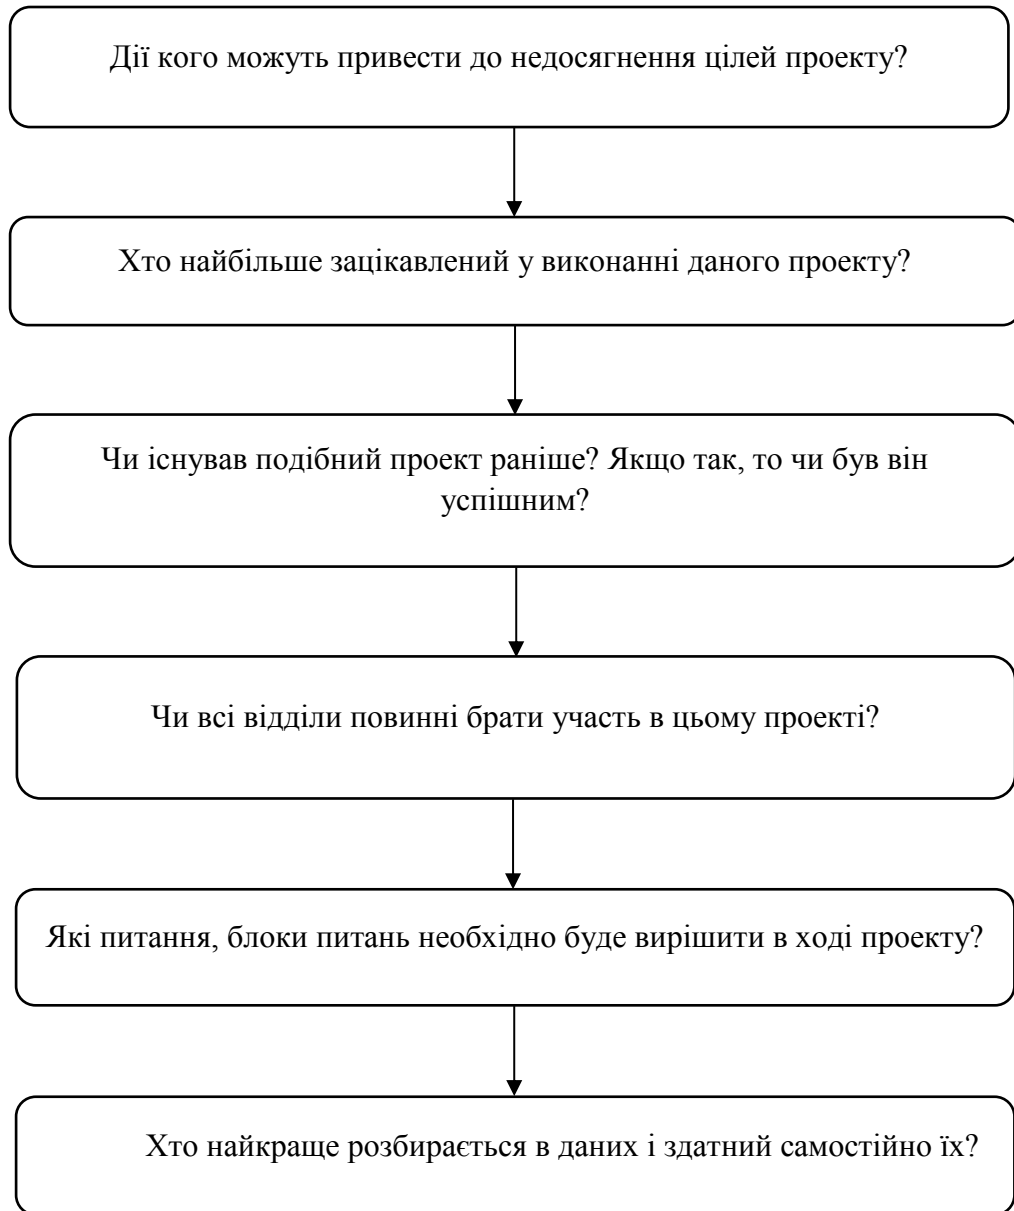 Дії кого можуть привести до недосягнення цілей проекту?
Хто найбільше зацікавлений у виконанні даного проекту?
Чи існував подібний проект раніше? Якщо так, то чи був він
успішним?
Чи всі відділи повинні брати участь в цьому проекті?
Які питання, блоки питань необхідно буде вирішити в ході проекту?
Хто найкраще розбирається в даних і здатний самостійно їх?